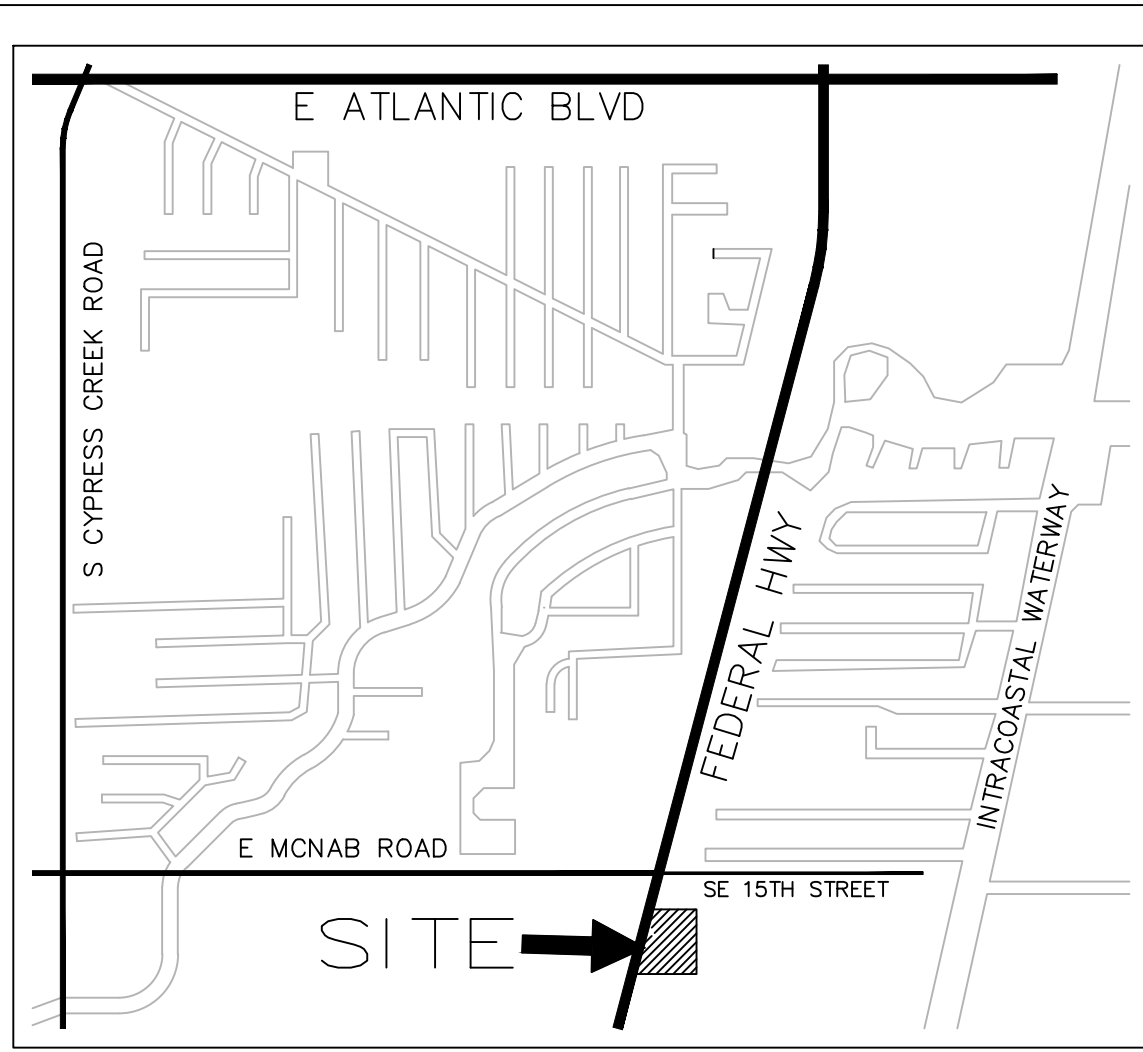 E ATLANTIC BLVD
S CYPRESS CREEK ROAD
FEDERAL HWY
INTRACOASTAL WATERWAY
E MCNAB ROAD
SE 15TH STREET
SITE